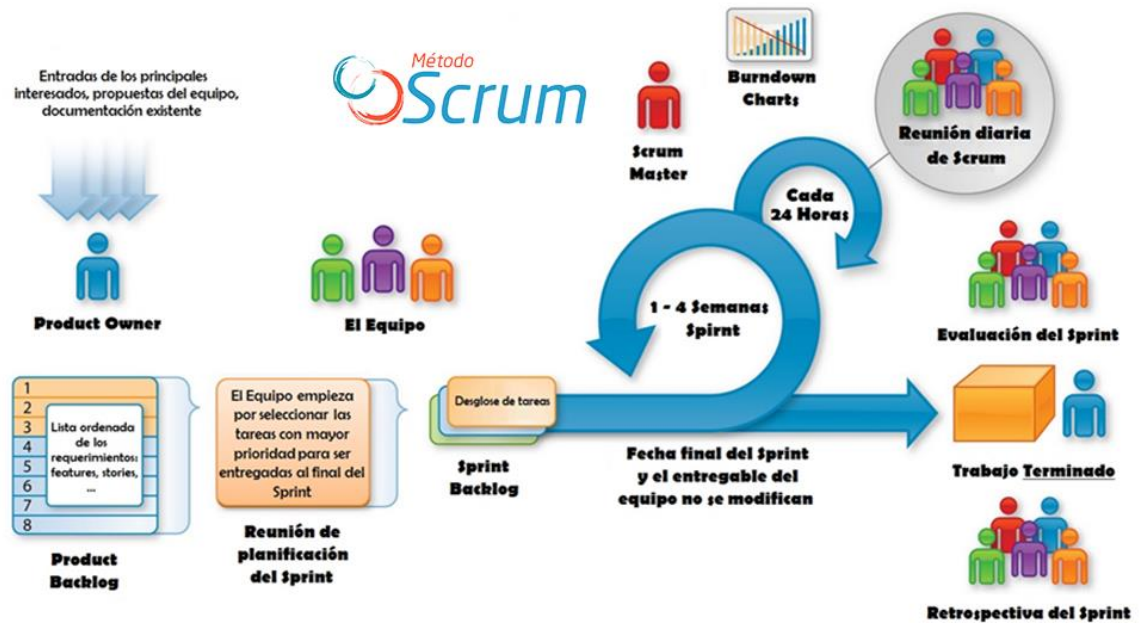 Entradas de los principales
interesados, propuestas del equipo,
documentación existente
Método
Scrum
Scrum
Master
Burndown
Charts
Reunión diaria
de Scrum
Cada
24 Horas
Product Owner
El Equipo
1 - 4 Semanas
Spirnt
Evaluación del Sprint
1
2
3
4
5
6
7
8
Lista ordenada
de los
requerimientos:
features, stories,
...
Product
Backlog
El Equipo empieza
por seleccionar las
tareas con mayor
prioridad para ser
entregadas al final del
Sprint
Reunión de
planificación
del Sprint
Desglose de tareas
Sprint
Backlog
Fecha final del Sprint
y el entregable del
equipo no se modifican
Trabajo Terminado
Retrospectiva del Sprint